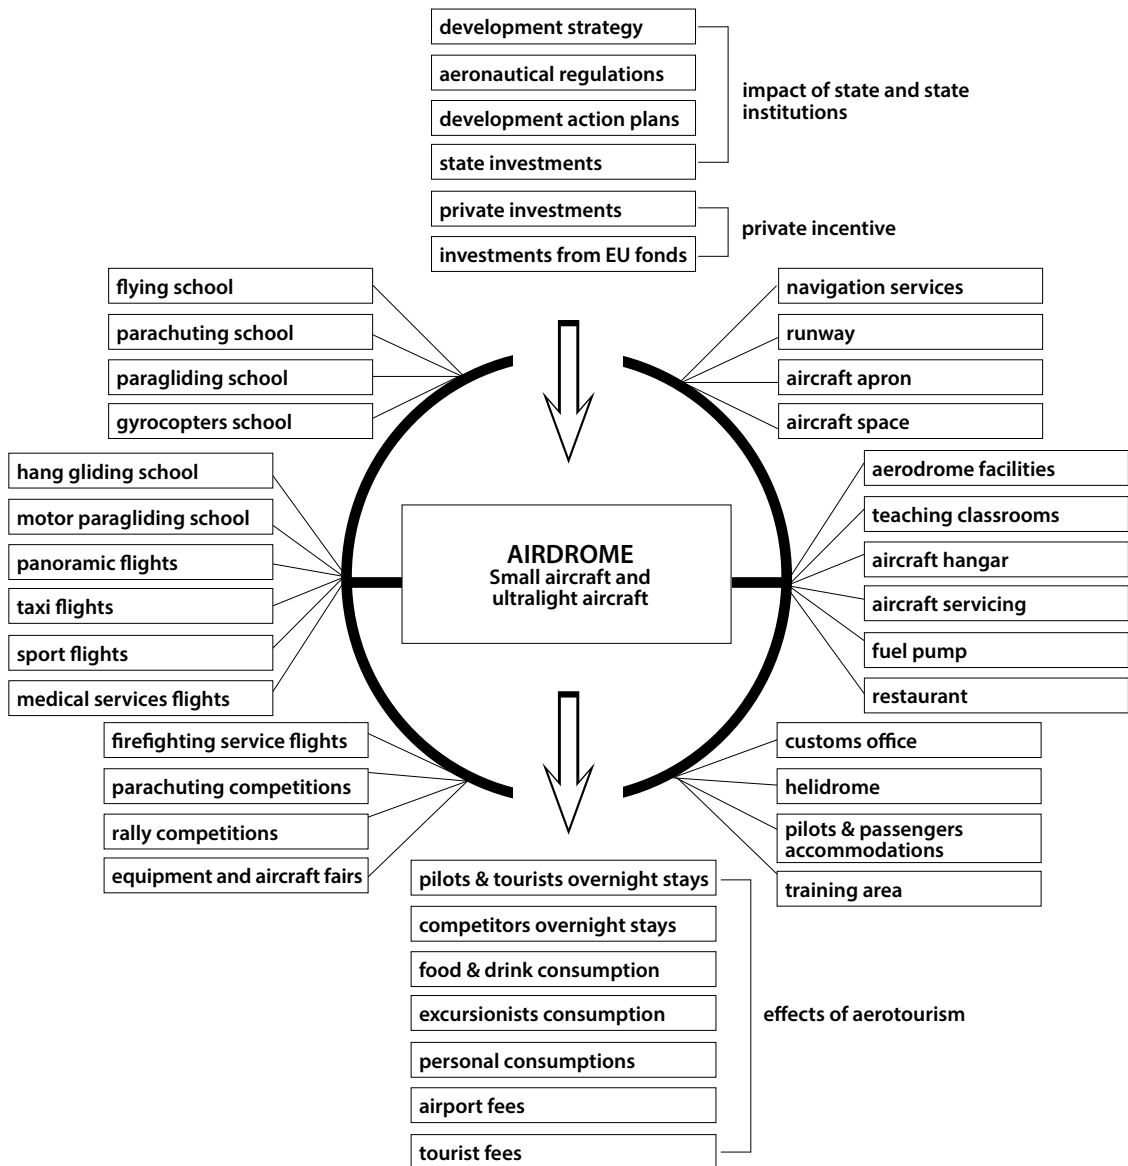 development strategy
aeronautical regulations
development action plans
state investments
impact of state and state
institutions
private investments
investments from EU fonds
private incentive
flying school
parachuting school
paragliding school
gyrocopters school
navigation services
runway
aircraft apron
aircraft space
hang gliding school
motor paragliding school
panoramic flights
taxi flights
sport flights
medical services flights
AIRDROME
Small aircraft and
ultralight aircraft
aerodrome facilities
teaching classrooms
aircraft hangar
aircraft servicing
fuel pump
restaurant
firefighting service flights
parachuting competitions
rally competitions
equipment and aircraft fairs
customs office
helidrome
pilots & passengers
accommodations
training area
pilots & tourists overnight stays
competitors overnight stays
food & drink consumption
excursionists consumption
personal consumptions
airport fees
tourist fees
effects of aerotourism